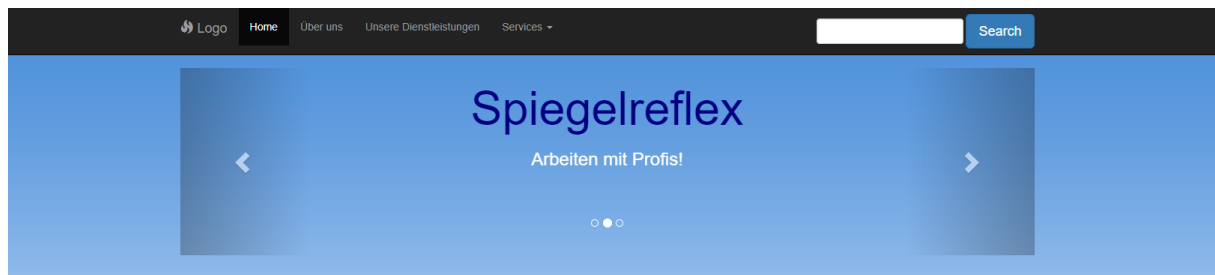 Logo Home Über uns Unsere Dienstleistungen Services Search
Spiegelreflex
Arbeiten mit Profis!